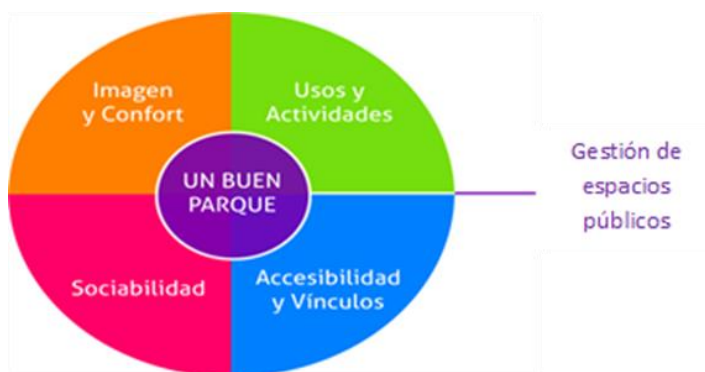 Imagen
y Confort
Usos y
Actividades
UN BUEN
PARQUE
Sociabilidad
Accesibilidad
y Vínculos
Gestión de
espacios
públicos